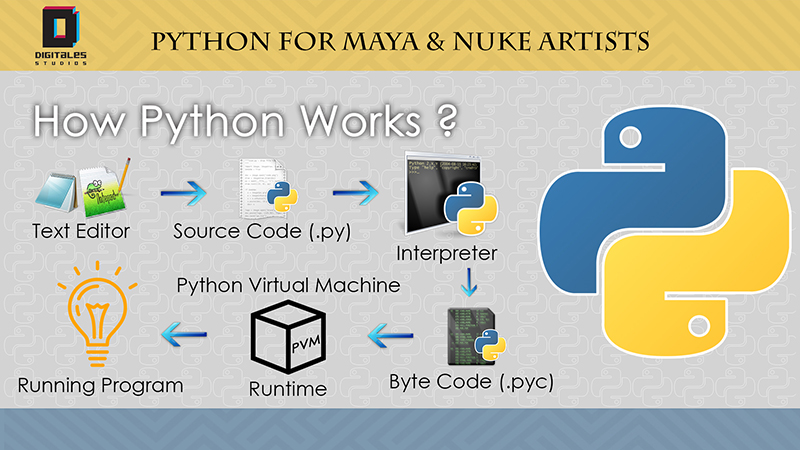 DIGITALES
STUDIOS
PYTHON FOR MAYA & NUKE ARTISTS
How Python Works ?
Text Editor
Source Code (.py)
Interpreter
Python Virtual Machine
PVM
Running Program
Runtime
Byte Code (.pyc)